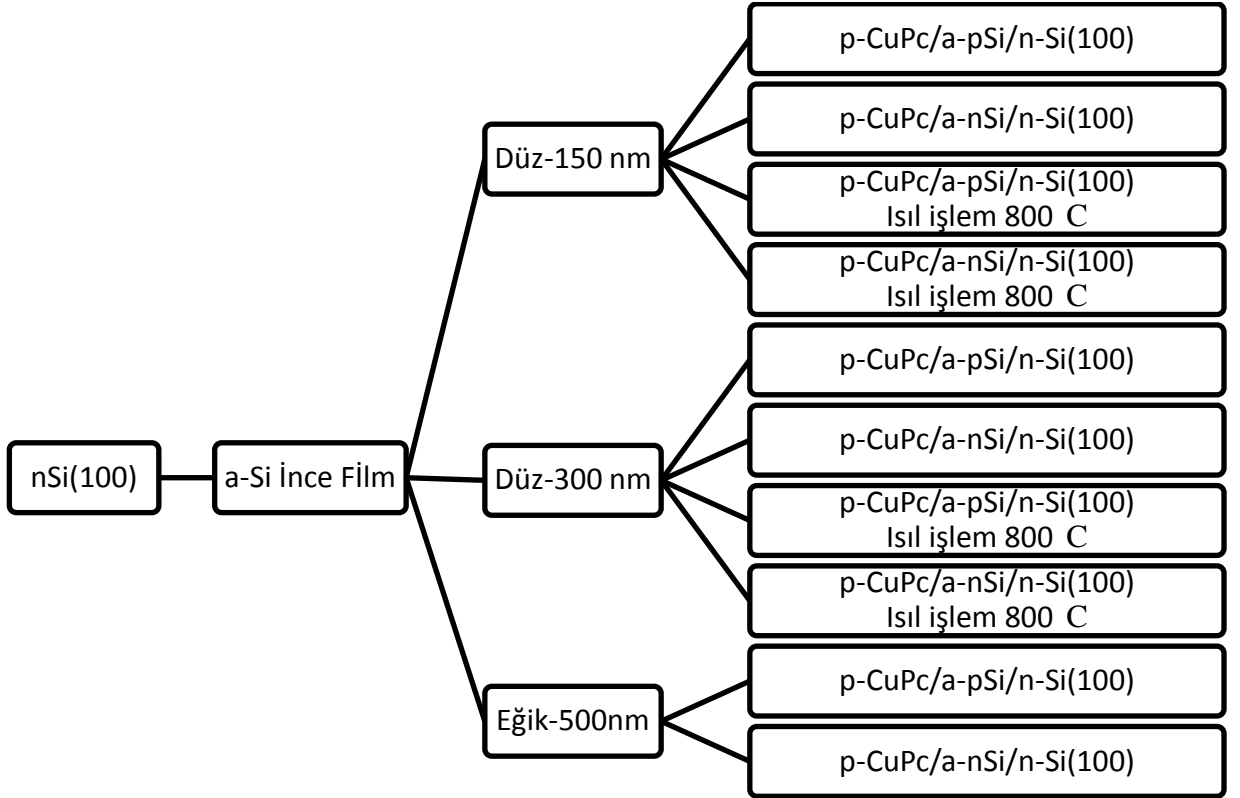 nSi(100)
a-Si İnce Fİlm
Düz-150 nm
p-CuPc/a-pSi/n-Si(100)
p-CuPc/a-nSi/n-Si(100)
p-CuPc/a-pSi/n-Si(100)
Isıl işlem 800 C
p-CuPc/a-nSi/n-Si(100)
Isıl işlem 800 C
Düz-300 nm
p-CuPc/a-pSi/n-Si(100)
p-CuPc/a-nSi/n-Si(100)
p-CuPc/a-pSi/n-Si(100)
Isıl işlem 800 C
p-CuPc/a-nSi/n-Si(100)
Isıl işlem 800 C
Eğik-500nm
p-CuPc/a-pSi/n-Si(100)
p-CuPc/a-nSi/n-Si(100)